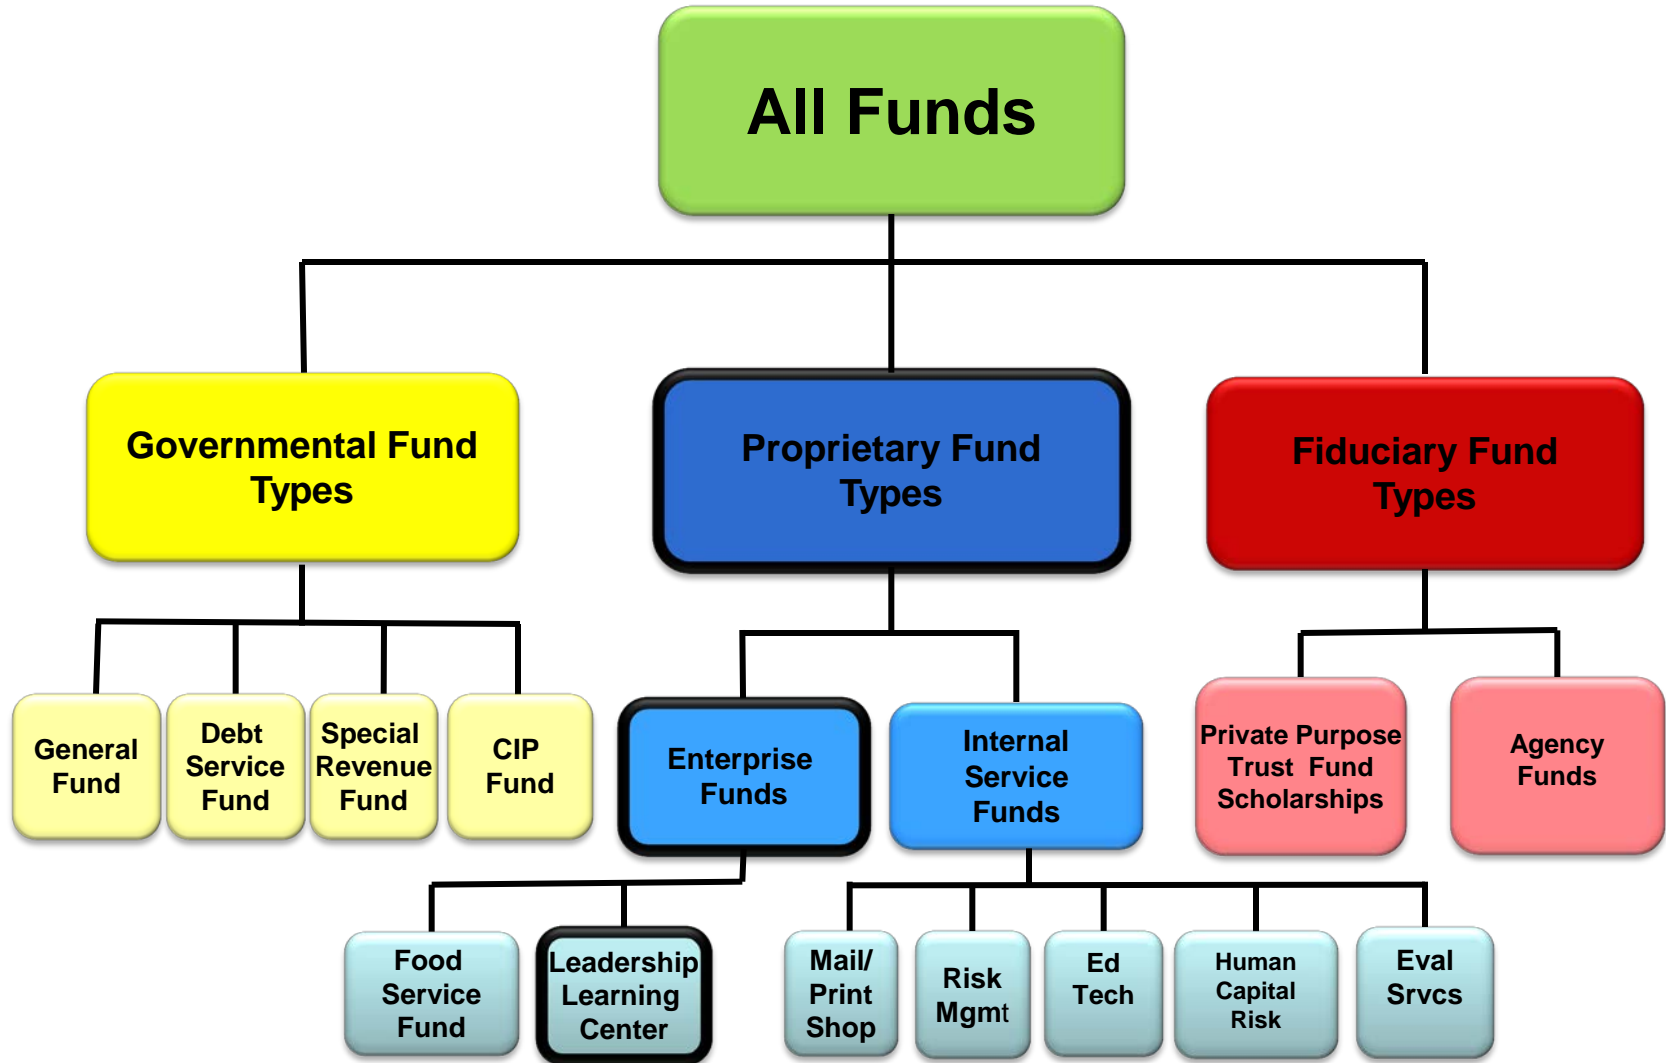 All Funds
Governmental Fund
Types
Proprietary Fund
Types
Fiduciary Fund
Types
General
Fund
Debt
Service
Fund
Special
Revenue
Fund
CIP
Fund
Enterprise
Funds
Internal
Service
Funds
Private Purpose
Trust Fund
Scholarships
Agency
Funds
Food
Service
Fund
Leadership
Learning
Center
Mail/
Print
Shop
Risk
Mgmt
Ed
Tech
Human
Capital
Risk
Eval
Srvcs